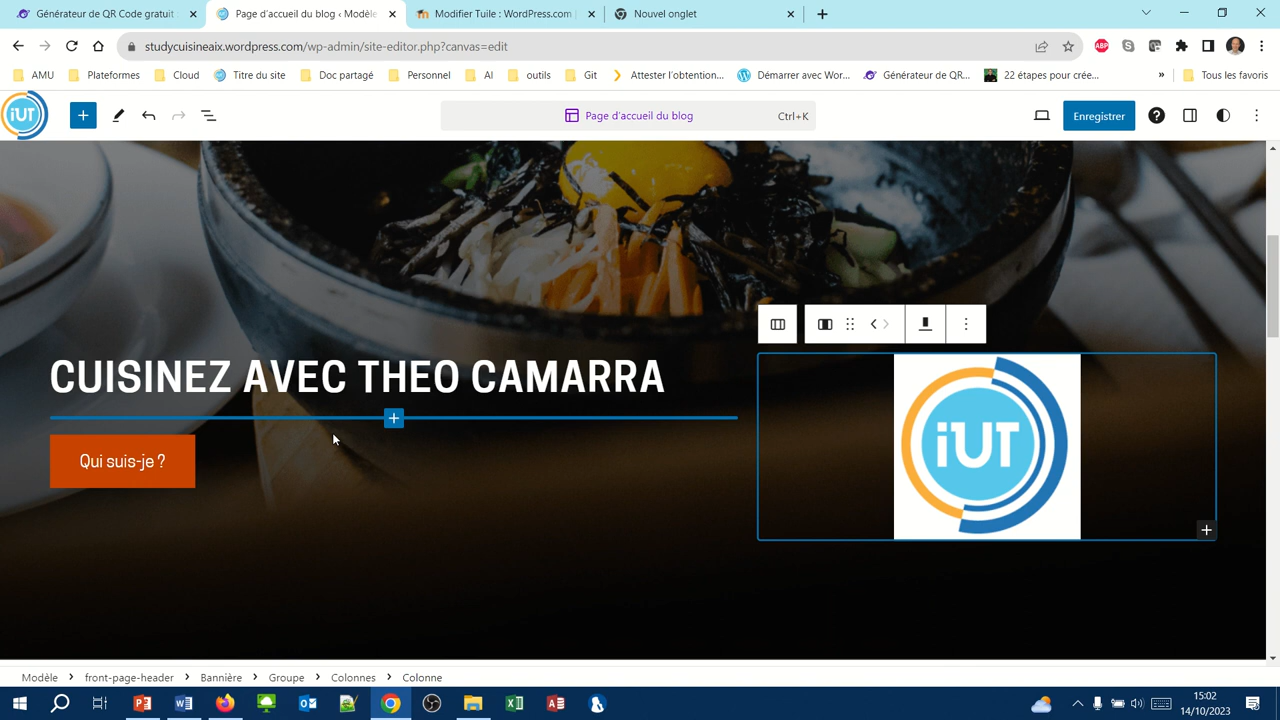 Générateur de QR Code gratuit :
Page d'accueil du blog ‹ Modèle
Modifier Tuile : WordPress.com |
Nouvel onglet
studycuisineaix.wordpress.com/wp-admin/site-editor.php?canvas=edit
ABP
AMU
Plateformes
Cloud
Titre du site
Doc partagé
Personnel
AI
outils
Git
Attester l'obtention...
Démarrer avec Wor...
Générateur de QR...
22 étapes pour crée...
»
Tous les favoris
iUT
Page d'accueil du blog
Ctrl+K
Enregistrer
CUISINEZ AVEC THEO CAMARRA
Qui suis-je ?
iUT
Modèle > front-page-header > Bannière > Groupe > Colonnes > Colonne
15:02
14/10/2023